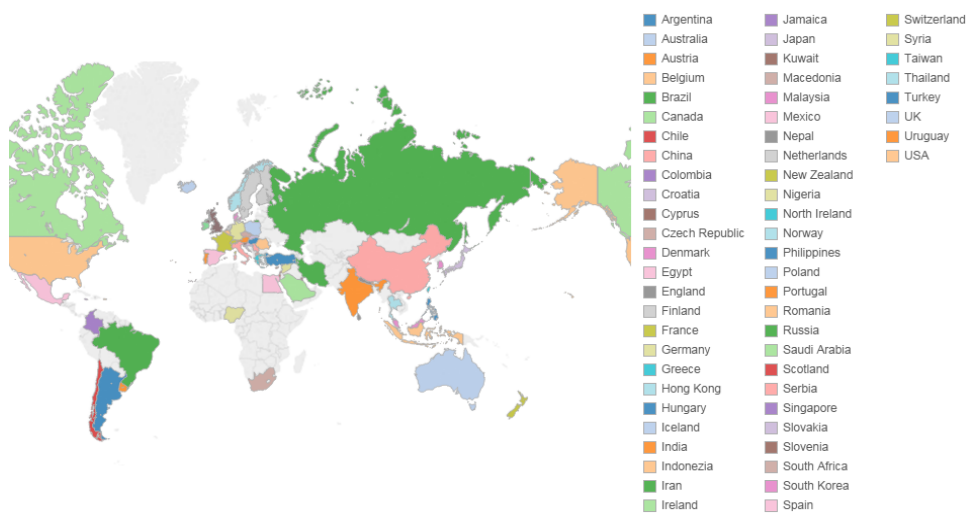 Argentina
Australia
Austria
Belgium
Brazil
Canada
Chile
China
Colombia
Croatia
Cyprus
Czech Republic
Denmark
Egypt
England
Finland
France
Germany
Greece
Hong Kong
Hungary
Iceland
India
Indonezia
Iran
Ireland
Jamaica
Japan
Kuwait
Macedonia
Malaysia
Mexico
Nepal
Netherlands
New Zealand
Nigeria
North Ireland
Norway
Philippines
Poland
Portugal
Romania
Russia
Saudi Arabia
Scotland
Serbia
Singapore
Slovakia
Slovenia
South Africa
South Korea
Spain
Switzerland
Syria
Taiwan
Thailand
Turkey
UK
Uruguay
USA